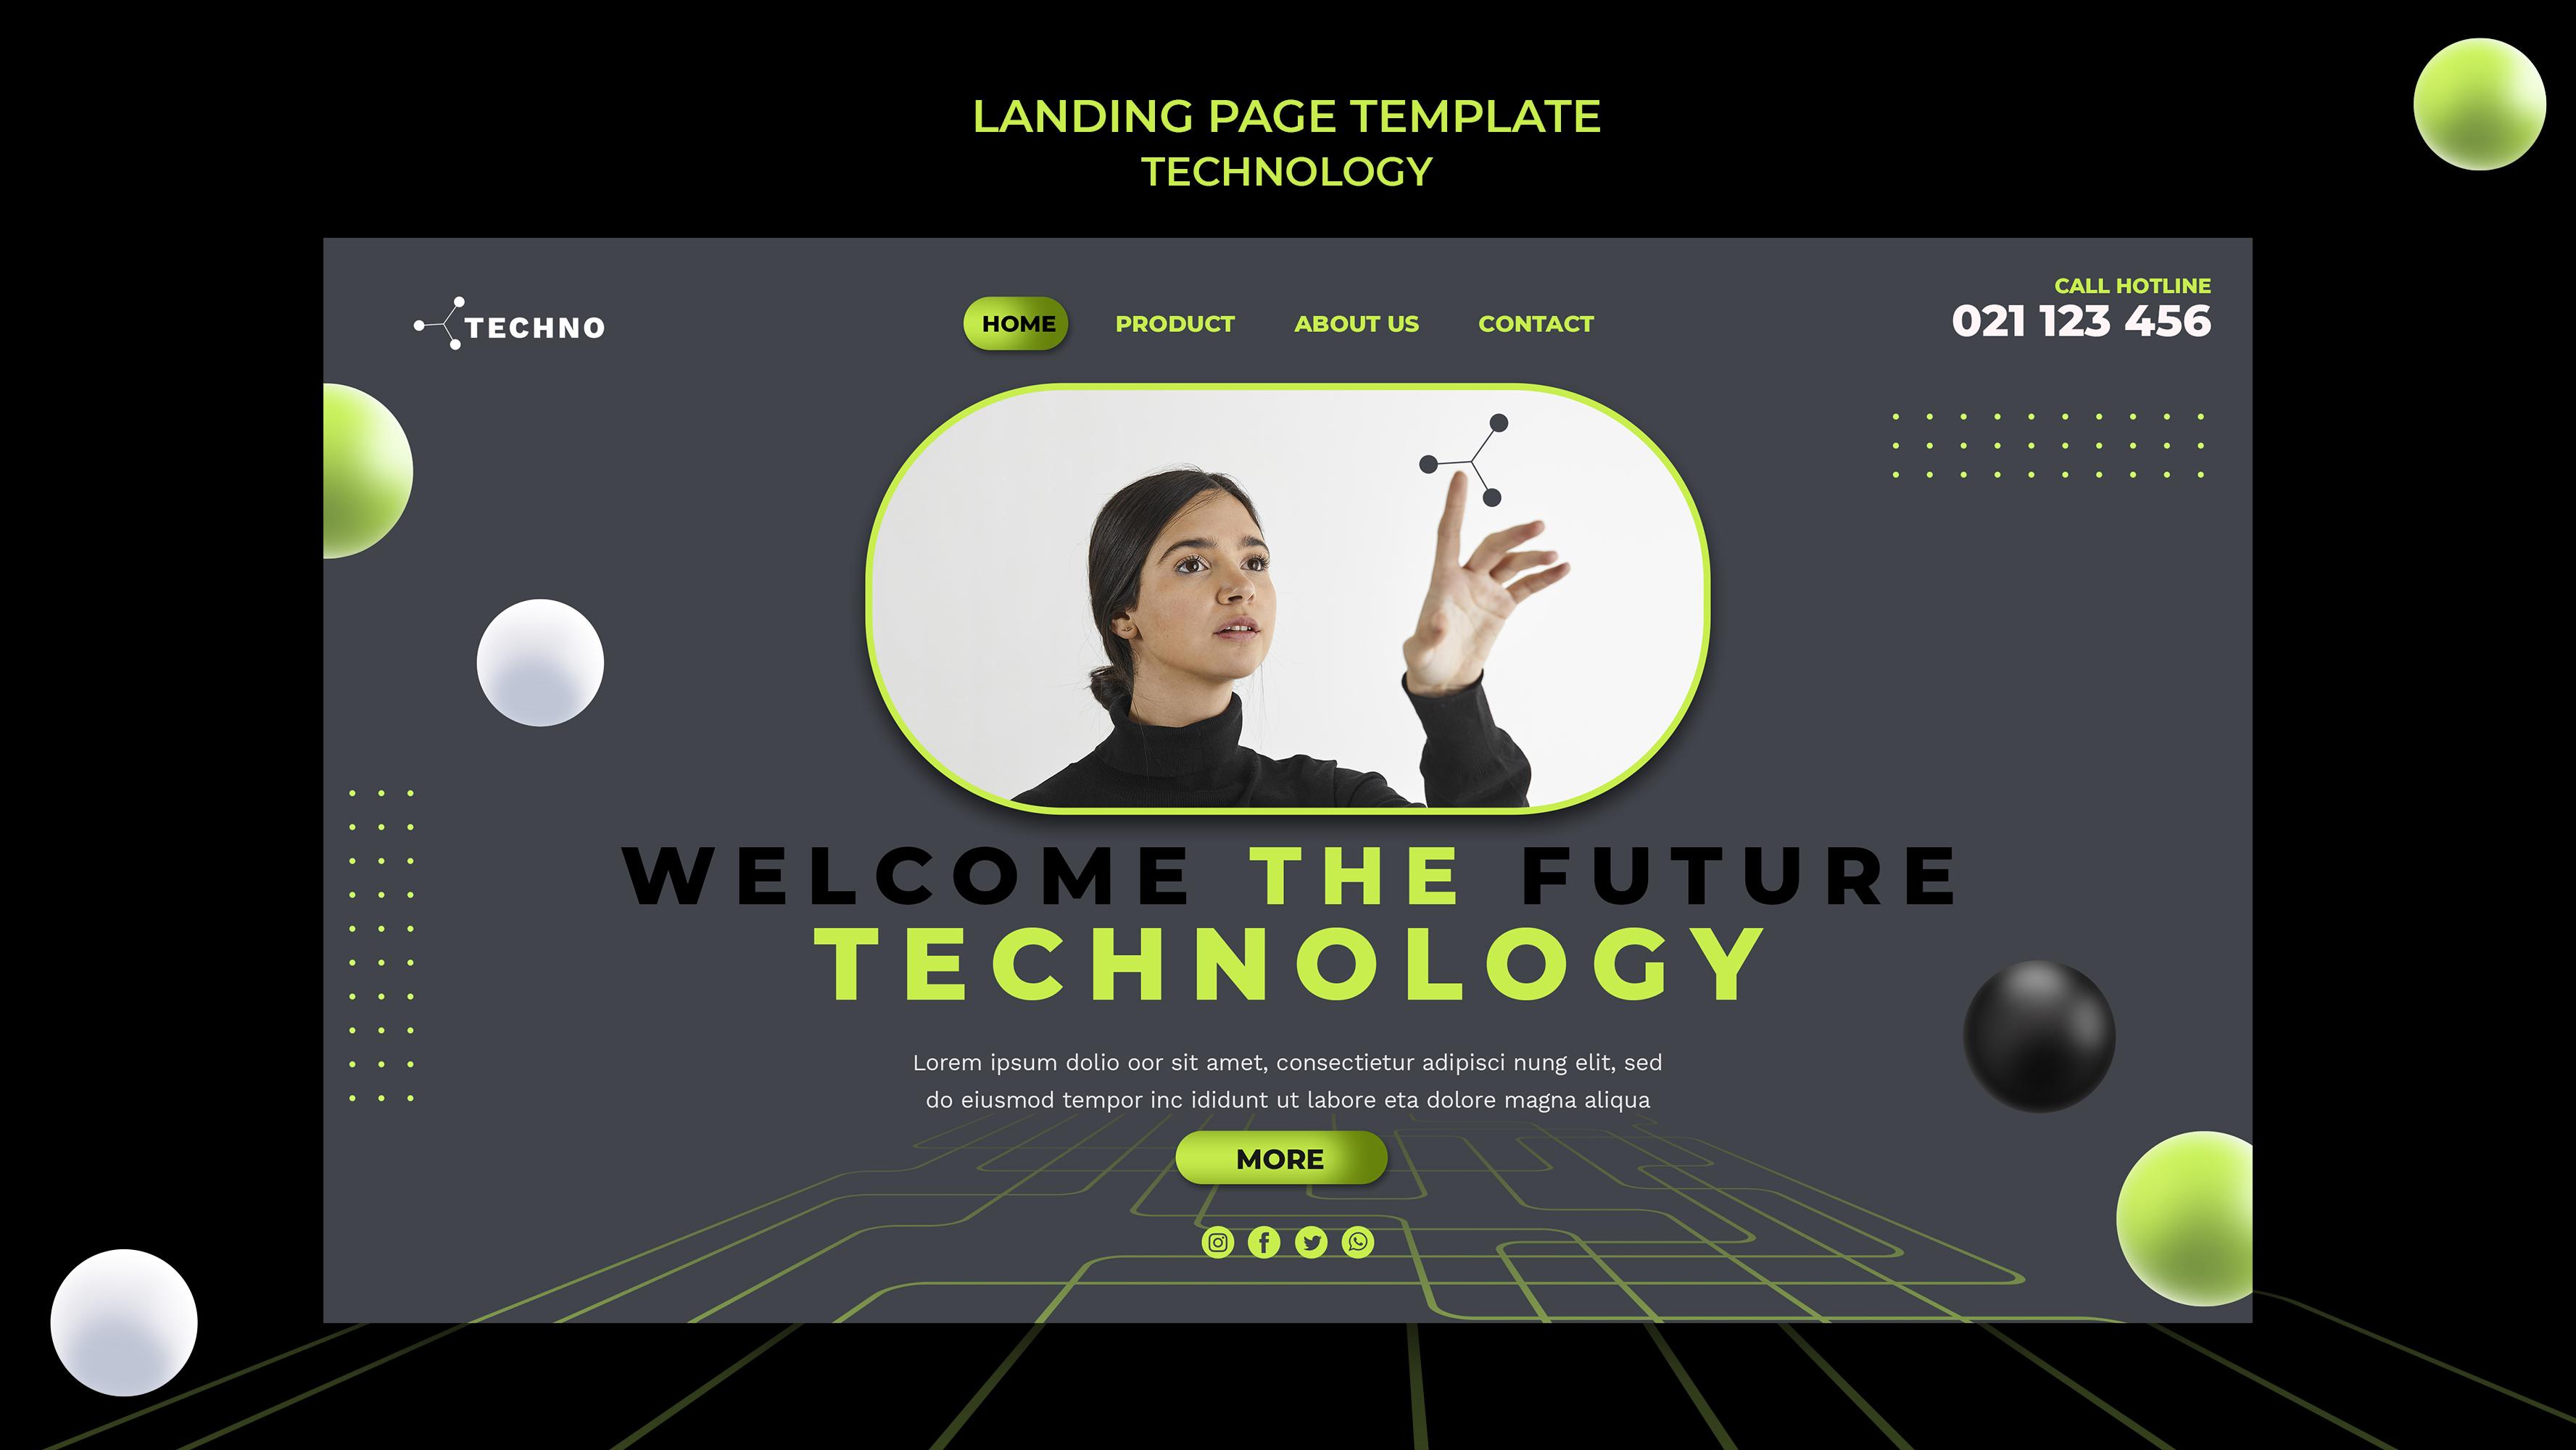 LANDING PAGE TEMPLATE
TECHNOLOGY
TECHNO
HOME PRODUCT ABOUT US CONTACT
CALL HOTLINE
021 123 456
WELCOME THE FUTURE
TECHNOLOGY
Lorem ipsum dolio oor sit amet, consectietur adipisci nung elit, sed
do eiusmod tempor inc ididunt ut labore eta dolore magna aliqua
MORE